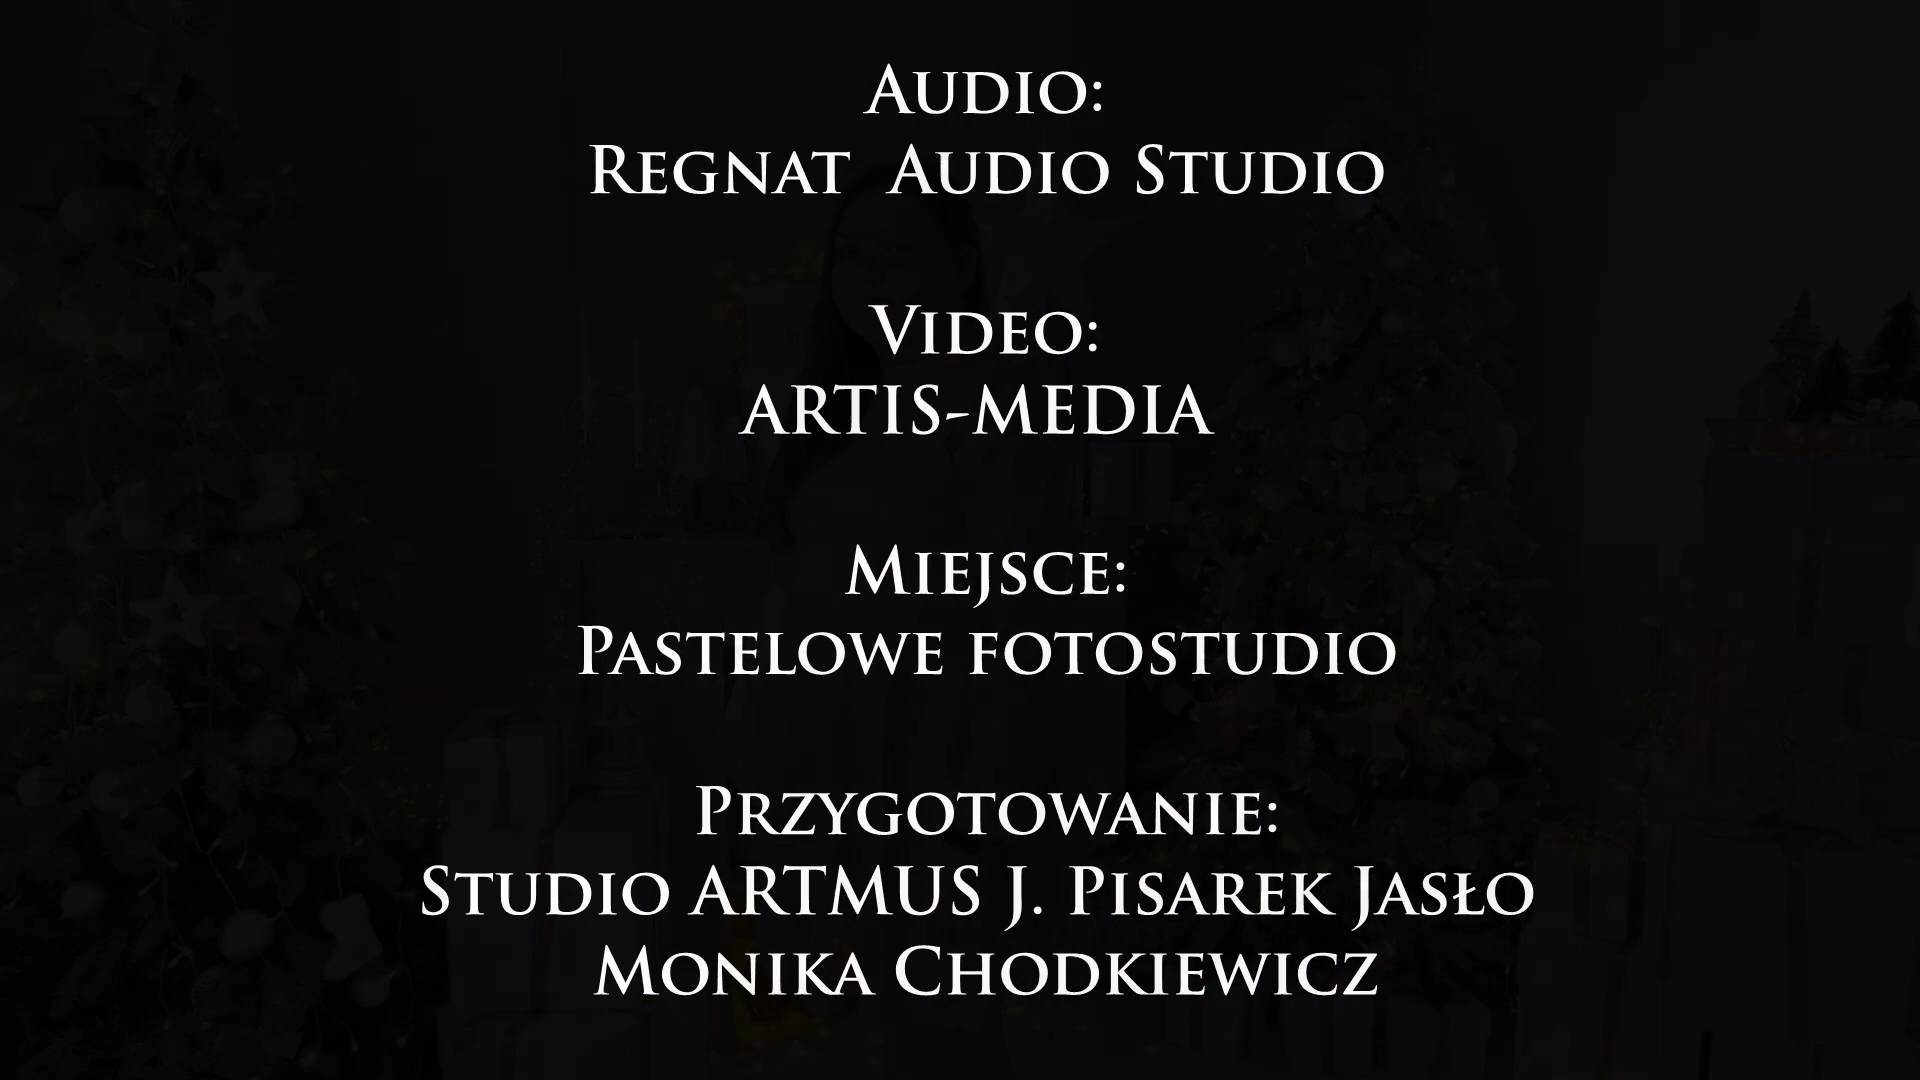 Audio:
Regnat Audio Studio
Video:
ARTIS-MEDIA
Miejsce:
Pastelowe fotostudio
Przygotowanie:
Studio ARTMUS J. Pisarek Jasło
Monika Chodkiewicz